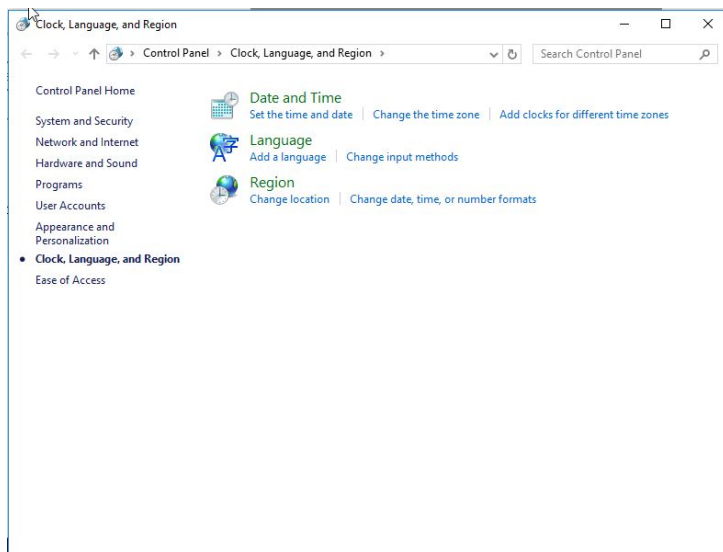 Clock, Language, and Region
Control Panel > Clock, Language, and Region >
Search Control Panel
Control Panel Home
System and Security
Network and Internet
Hardware and Sound
Programs
User Accounts
Appearance and
Personalization
Clock, Language, and Region
Ease of Access
Date and Time
Set the time and date | Change the time zone | Add clocks for different time zones
Language
Add a language | Change input methods
Region
Change location | Change date, time, or number formats